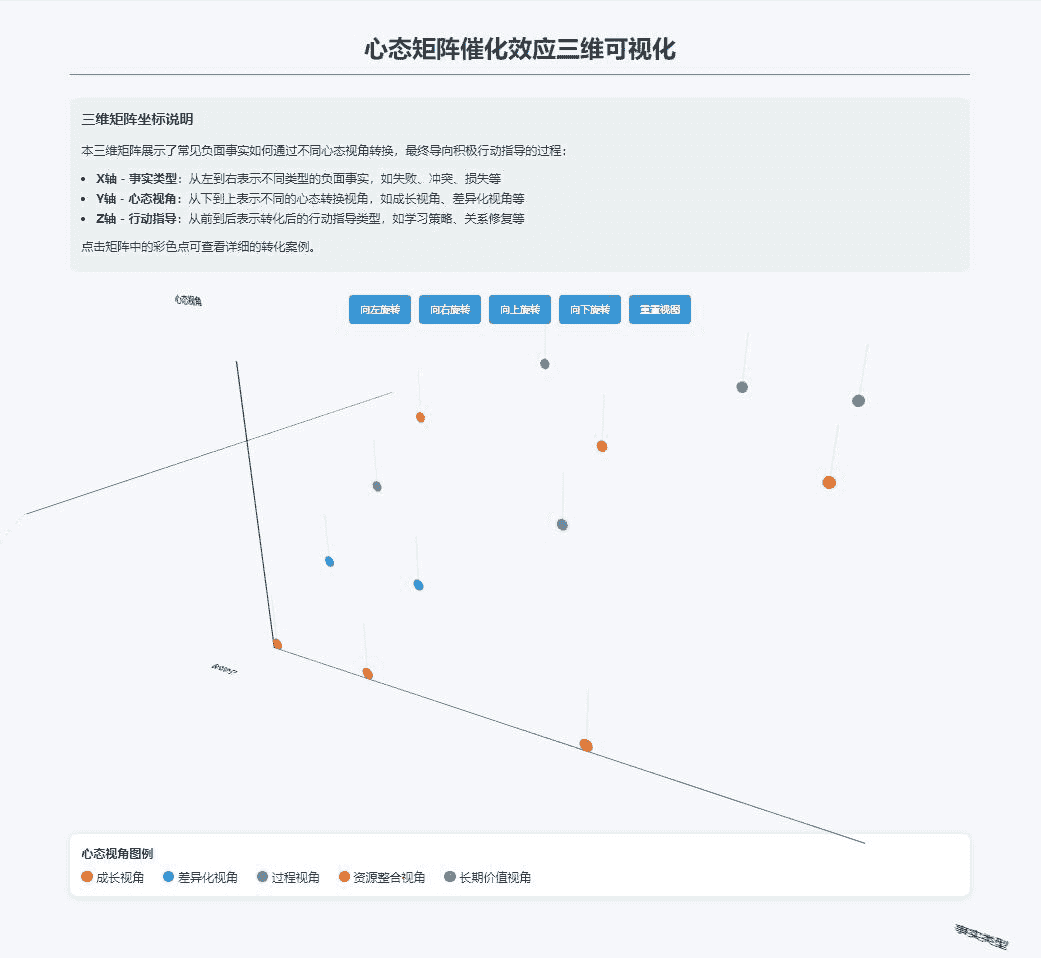 心态矩阵催化效应三维可视化
三维矩阵坐标说明
本三维矩阵展示了常见负面事实如何通过不同心态视角转换，最终导向积极行动指导的过程：
X轴 - 事实类型：从左到右表示不同类型的负面事实，如失败、冲突、损失等
Y轴 - 心态视角：从下到上表示不同的心态转换视角，如成长视角、差异化视角等
Z轴 - 行动指导：从前到后表示转化后的行动指导类型，如学习策略、关系修复等
点击矩阵中的彩色点可查看详细的转化案例。
心态视角
向左旋转 向右旋转 向上旋转 向下旋转 重置视图
心态视角图例
成长视角 差异化视角 过程视角 资源整合视角 长期价值视角
事实类型